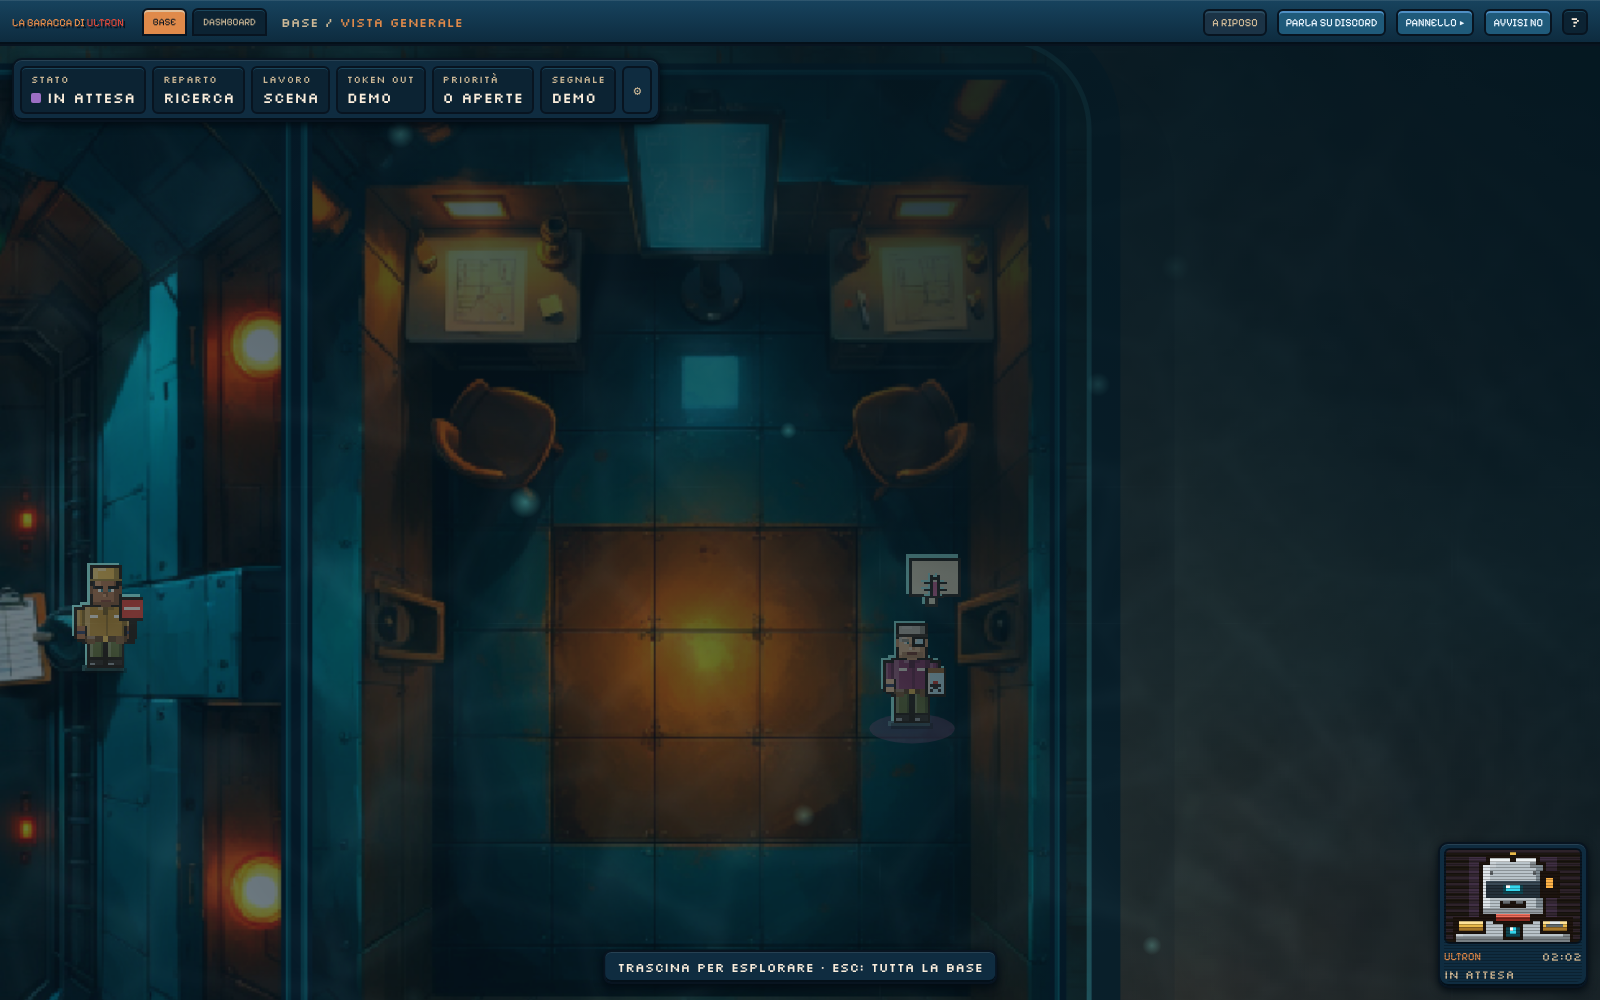 LA BARACCA DI ULTRON
BASE
DASHBOARD
BASE / VISTA GENERALE
A RIPOSO
PARLA SU DISCORD
PANNELLO ▸
AVVISI NO
?
STATO
IN ATTESA
REPARTO
RICERCA
LAVORO
SCENA
TOKEN OUT
DEMO
PRIORITÀ
0 APERTE
SEGNALE
DEMO
TRASCINA PER ESPLORARE · ESC: TUTTA LA BASE
ULTRON 02:02
IN ATTESA